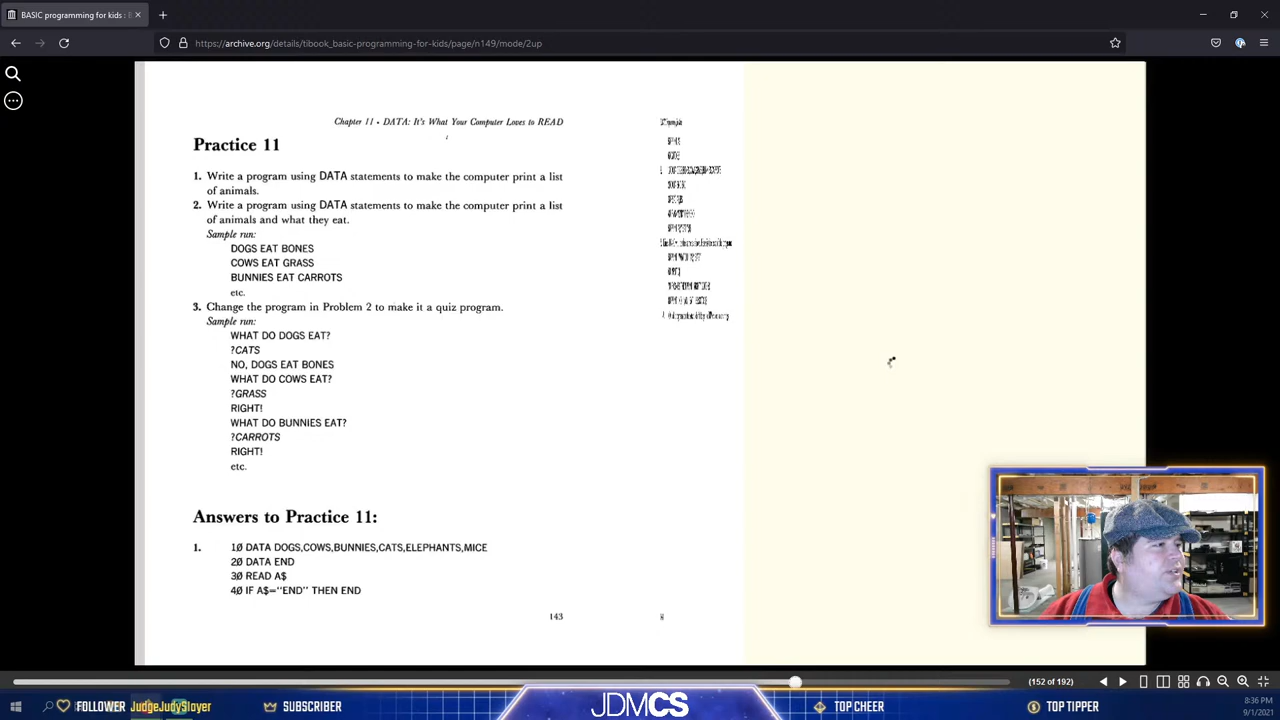 BASIC programming for kids : B
https://archive.org/details/tibook_basic-programming-for-kids/page/n149/mode/2up
Chapter 11 • DATA: It's What Your Computer Loves to READ
Practice 11
1. Write a program using DATA statements to make the computer print a list
of animals.
2. Write a program using DATA statements to make the computer print a list
of animals and what they eat.
Sample run:
DOGS EAT BONES
COWS EAT GRASS
BUNNIES EAT CARROTS
etc.
3. Change the program in Problem 2 to make it a quiz program.
Sample run:
WHAT DO DOGS EAT?
?CATS
NO, DOGS EAT BONES
WHAT DO COWS EAT?
?GRASS
RIGHT!
WHAT DO BUNNIES EAT?
?CARROTS
RIGHT!
etc.
Answers to Practice 11:
1. 1Ø DATA DOGS,COWS,BUNNIES,CATS,ELEPHANTS,MICE
2Ø DATA END
3Ø READ A$
4Ø IF A$="END" THEN END
143
(152 of 192)
FOLLOWER JudgeJudySlayer
SUBSCRIBER
JDMCS
TOP CHEER
TOP TIPPER
8:36 PM
9/1/2021